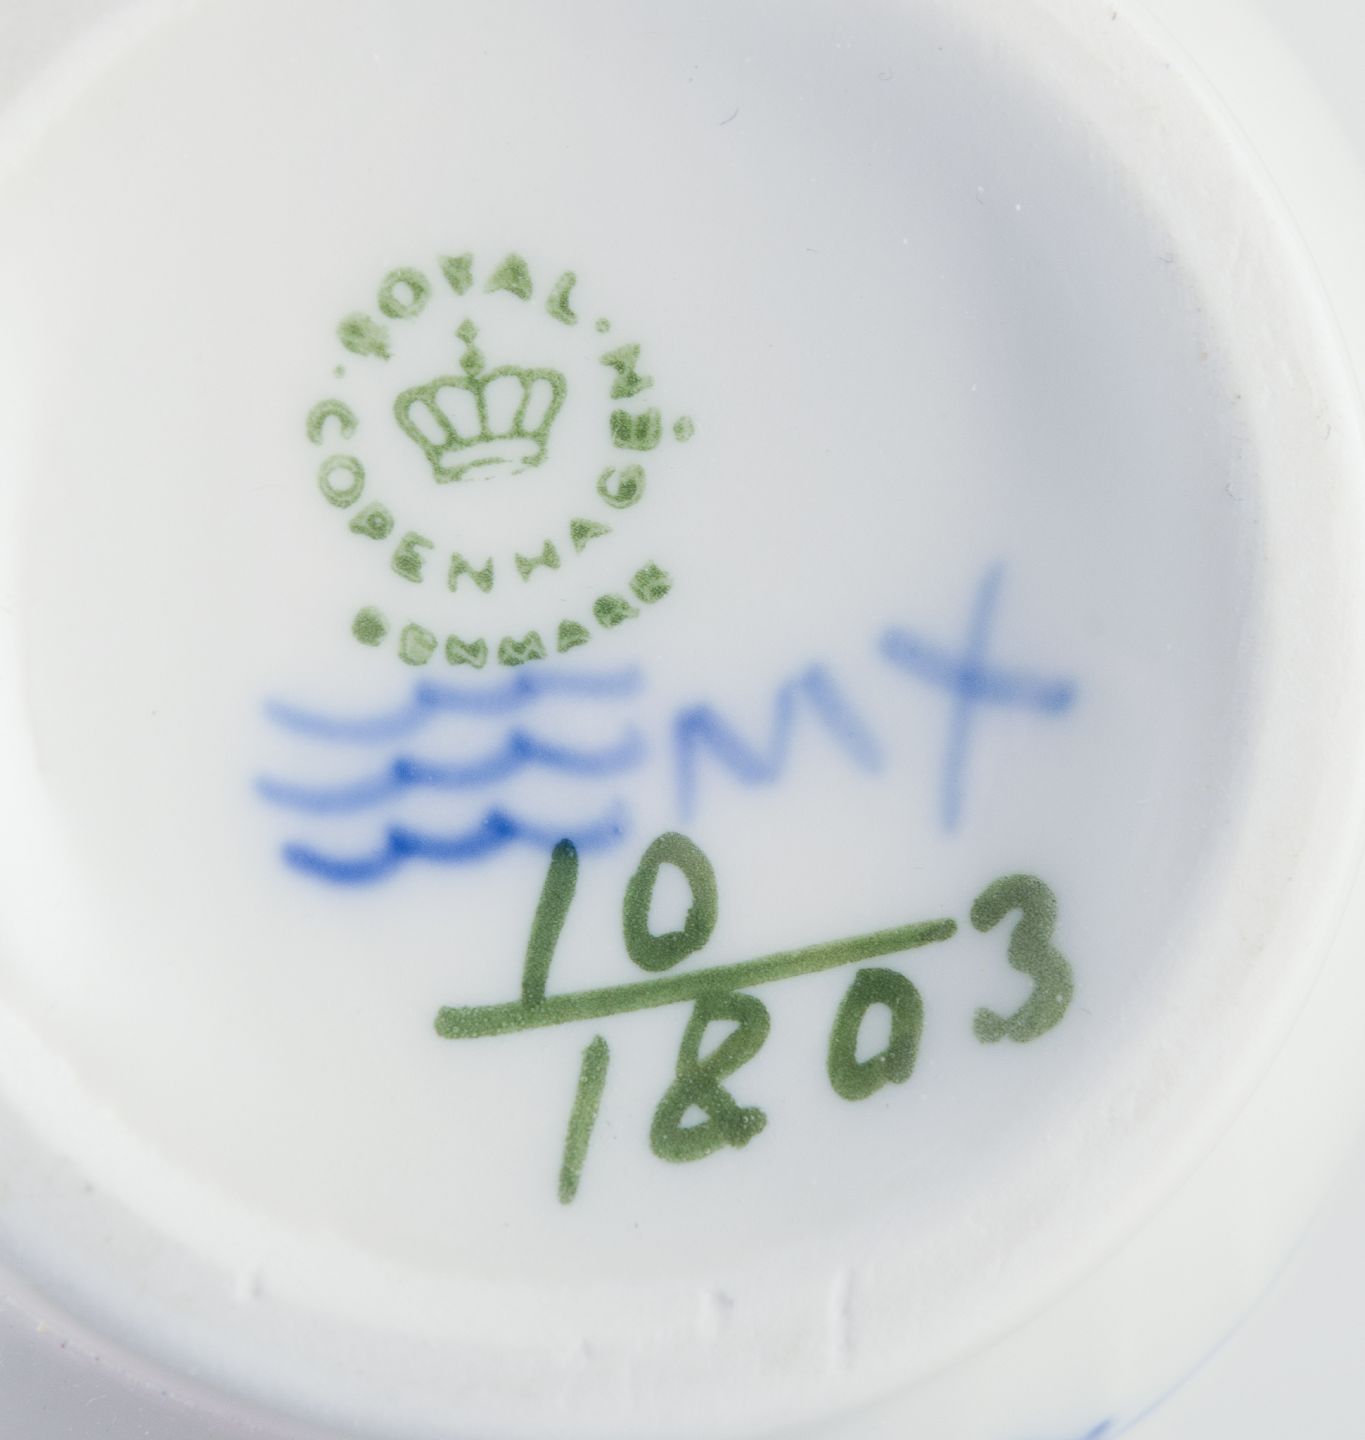 ROYAL
COPENHAGEN
DENMARK
MX
10
1803